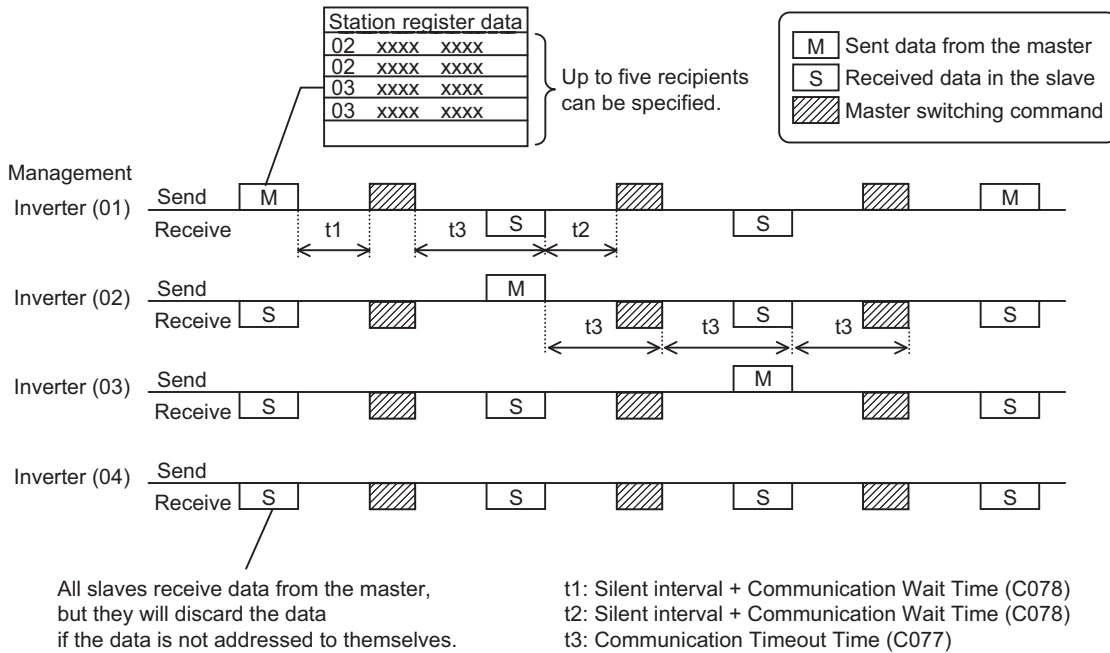 Station register data
02 xxxx xxxx
02 xxxx xxxx
03 xxxx xxxx
03 xxxx xxxx
Up to five recipients
can be specified.
M Sent data from the master
S Received data in the slave
Master switching command
Management
Inverter (01)
Send
M
M
Receive
t1
t3
S
t2
S
Inverter (02)
Send
M
Receive
S
S
S
t3
t3
t3
Inverter (03)
Send
M
Receive
S
S
S
Inverter (04)
Send
Receive
S
S
S
S
All slaves receive data from the master,
but they will discard the data
if the data is not addressed to themselves.
t1: Silent interval + Communication Wait Time (C078)
t2: Silent interval + Communication Wait Time (C078)
t3: Communication Timeout Time (C077)